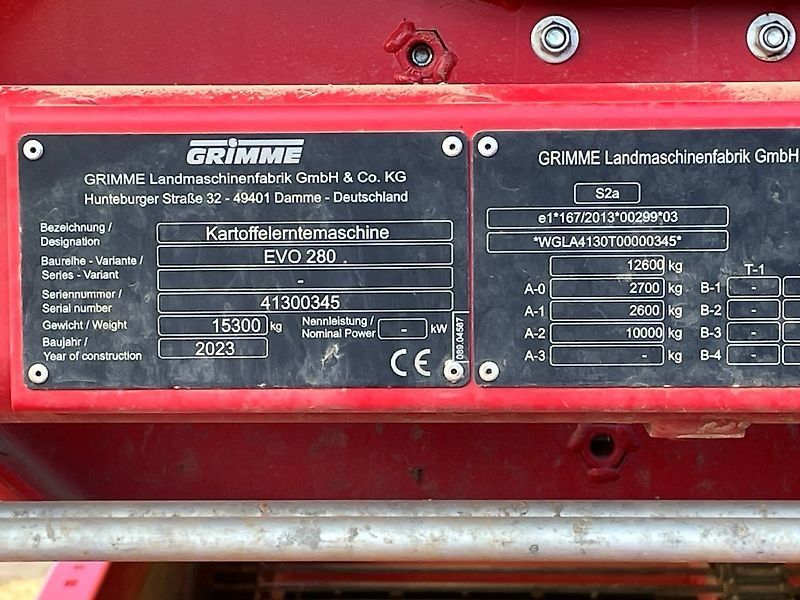 GRIMME
GRIMME Landmaschinenfabrik GmbH & Co. KG
Hunteburger Straße 32 - 49401 Damme - Deutschland
Bezeichnung / Designation
Kartoffelerntemaschine
Baureihe - Variante / Series - Variant
EVO 280
-
Seriennummer / Serial number
41300345
Gewicht / Weight
15300 kg
Nennleistung / Nominal Power
- kW
Baujahr / Year of construction
2023
CE
089.04587
GRIMME Landmaschinenfabrik GmbH
S2a
e1*167/2013*00299*03
*WGLA4130T00000345*
12600 kg
T-1
A-0 2700 kg B-1 -
A-1 2600 kg B-2 -
A-2 10000 kg B-3 -
A-3 - kg B-4 -